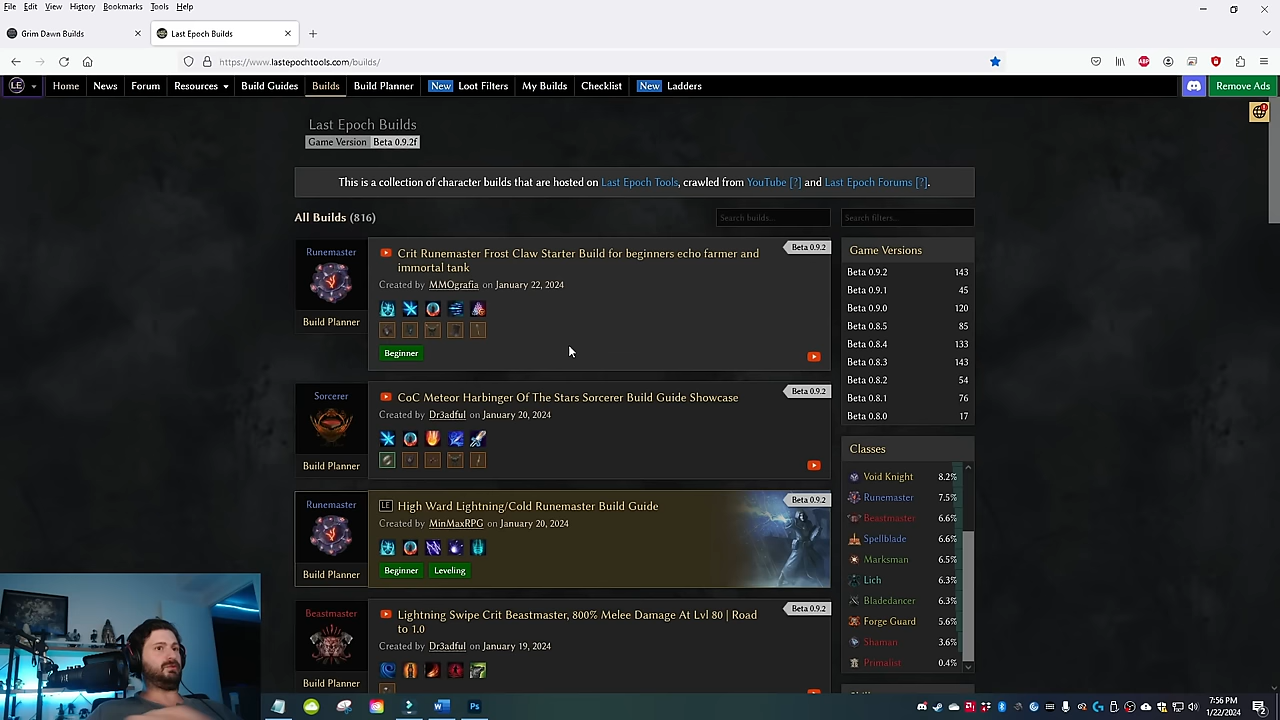 File Edit View History Bookmarks Tools Help
Grim Dawn Builds
Last Epoch Builds
https://www.lastepochtools.com/builds/
LE Home News Forum Resources Build Guides Builds Build Planner New Loot Filters My Builds Checklist New Ladders Remove Ads
Last Epoch Builds
Game Version Beta 0.9.2f
This is a collection of character builds that are hosted on Last Epoch Tools, crawled from YouTube [?] and Last Epoch Forums [?].
All Builds (816)
Search builds...
Search filters...
Runemaster
Build Planner
Crit Runemaster Frost Claw Starter Build for beginners echo farmer and
immortal tank
Beta 0.9.2
Created by MMOgrafia on January 22, 2024
Beginner
Sorcerer
Build Planner
CoC Meteor Harbinger Of The Stars Sorcerer Build Guide Showcase
Beta 0.9.2
Created by Dr3adful on January 20, 2024
Runemaster
Build Planner
LE High Ward Lightning/Cold Runemaster Build Guide
Beta 0.9.2
Created by MinMaxRPG on January 20, 2024
Beginner Leveling
Beastmaster
Build Planner
Lightning Swipe Crit Beastmaster, 800% Melee Damage At Lvl 80 | Road
to 1.0
Beta 0.9.2
Created by Dr3adful on January 19, 2024
Game Versions
Beta 0.9.2 143
Beta 0.9.1 45
Beta 0.9.0 120
Beta 0.8.5 85
Beta 0.8.4 133
Beta 0.8.3 143
Beta 0.8.2 54
Beta 0.8.1 76
Beta 0.8.0 17
Classes
Void Knight 8.2%
Runemaster 7.5%
Beastmaster 6.6%
Spellblade 6.6%
Marksman 6.5%
Lich 6.3%
Bladedancer 6.3%
Forge Guard 5.6%
Shaman 3.6%
Primalist 0.4%
7:56 PM
1/22/2024